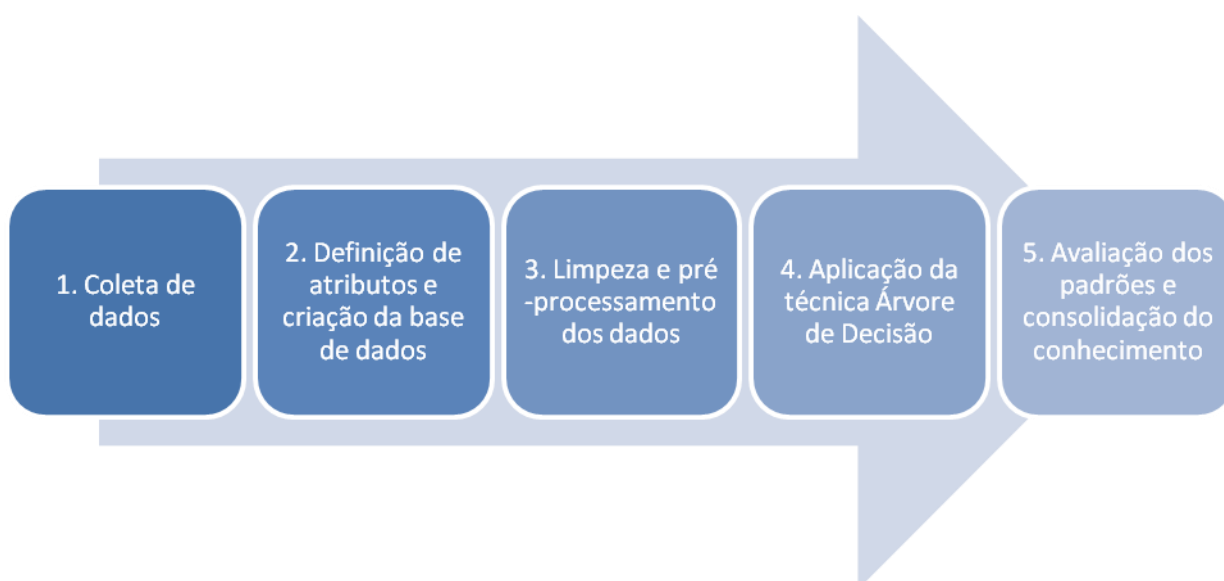 1. Coleta de
dados
2. Definição de
atributos e
criação da base
de dados
3. Limpeza e pré
-processamento
dos dados
4. Aplicação da
técnica Árvore
de Decisão
5. Avaliação dos
padrões e
consolidação do
conhecimento